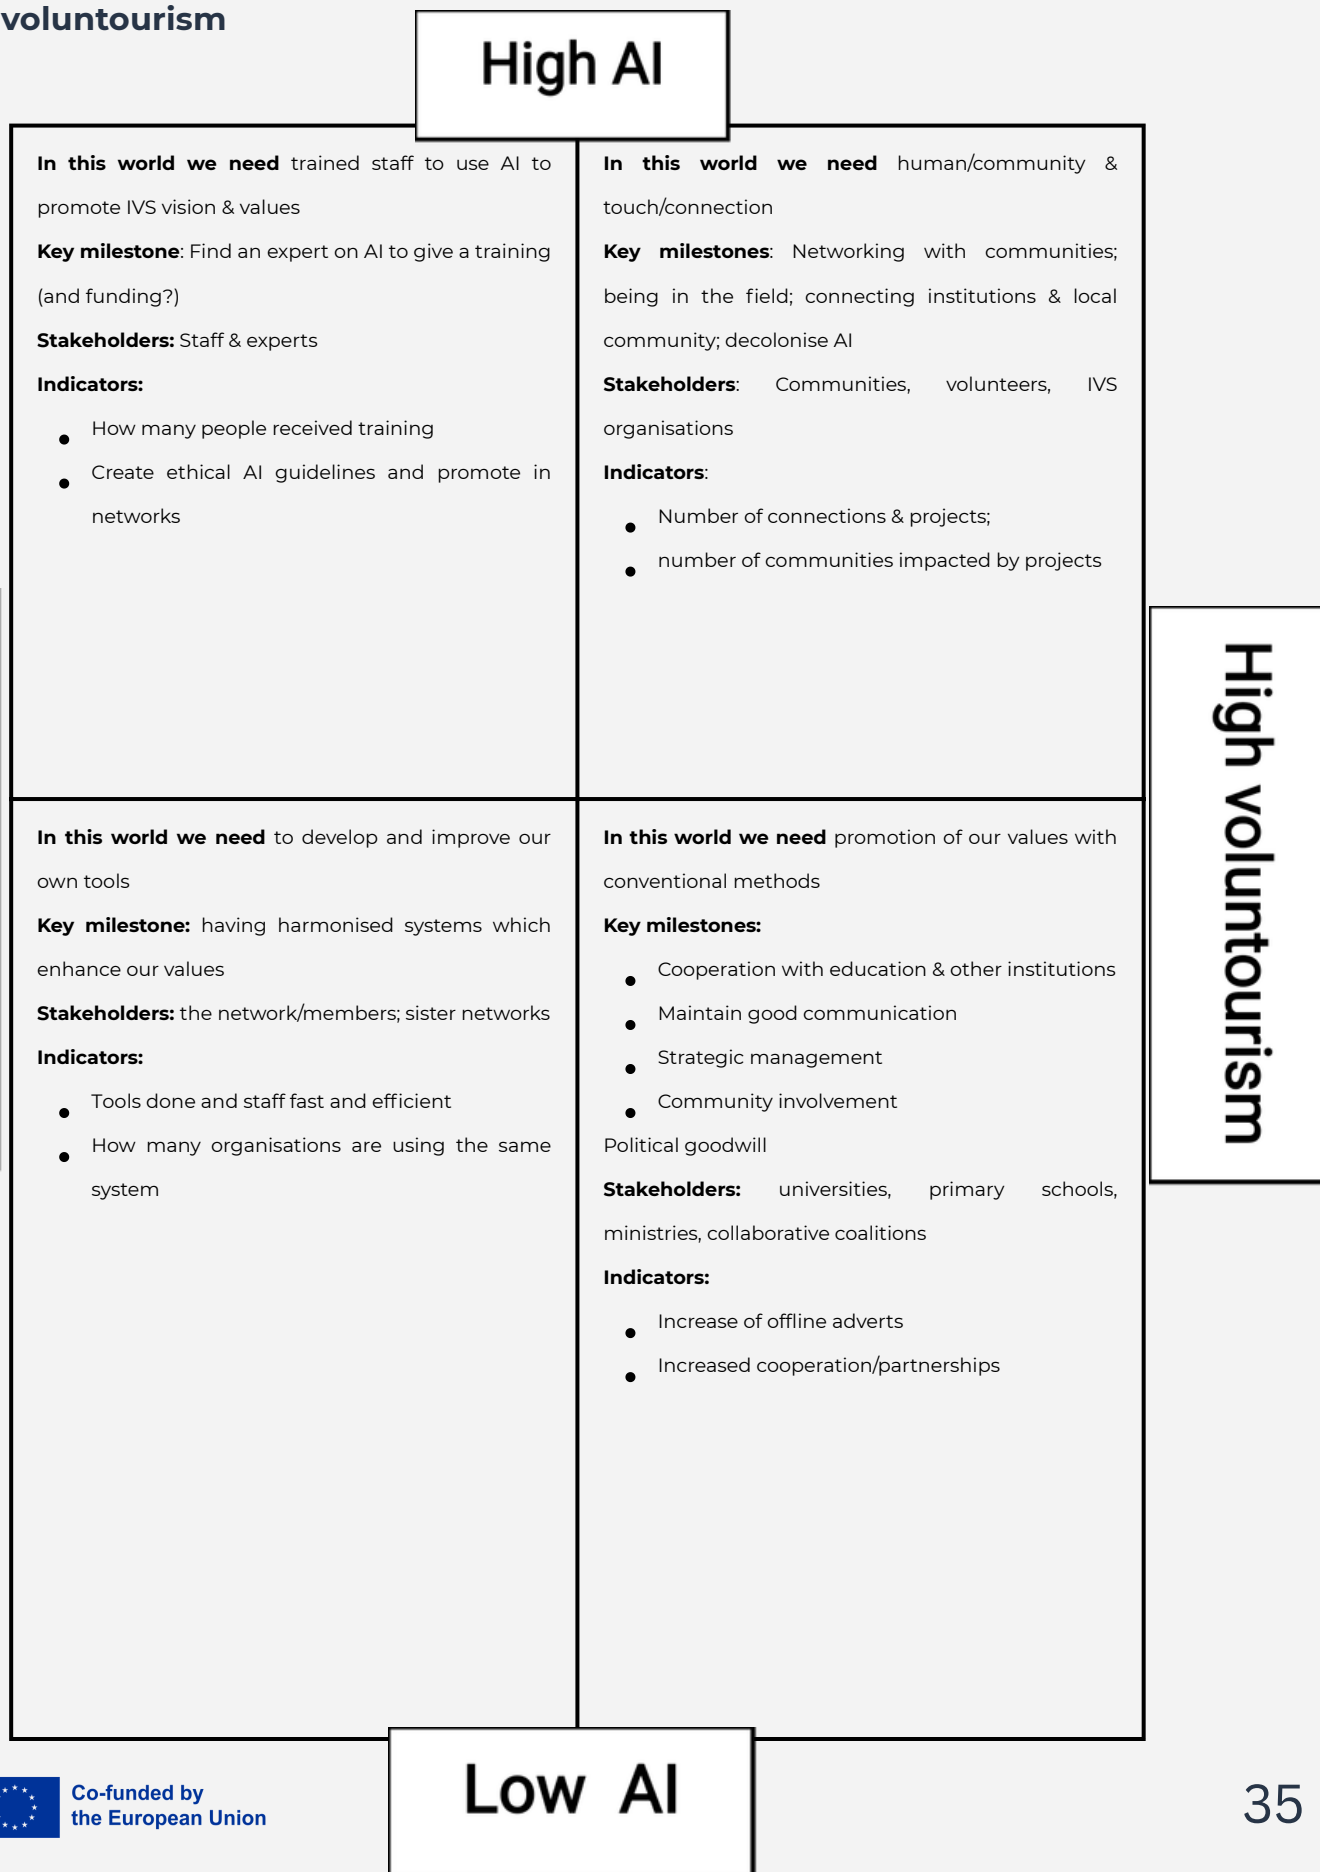 voluntourism
High AI
In this world we need trained staff to use AI to
promote IVS vision & values
Key milestone: Find an expert on AI to give a training
(and funding?)
Stakeholders: Staff & experts
Indicators:
How many people received training
Create ethical AI guidelines and promote in
networks
In this world we need human/community &
touch/connection
Key milestones: Networking with communities;
being in the field; connecting institutions & local
community; decolonise AI
Stakeholders: Communities, volunteers, IVS
organisations
Indicators:
Number of connections & projects;
number of communities impacted by projects
High voluntourism
In this world we need to develop and improve our
own tools
Key milestone: having harmonised systems which
enhance our values
Stakeholders: the network/members; sister networks
Indicators:
Tools done and staff fast and efficient
How many organisations are using the same
system
In this world we need promotion of our values with
conventional methods
Key milestones:
Cooperation with education & other institutions
Maintain good communication
Strategic management
Community involvement
Political goodwill
Stakeholders: universities, primary schools,
ministries, collaborative coalitions
Indicators:
Increase of offline adverts
Increased cooperation/partnerships
Low AI
Co-funded by
the European Union
35